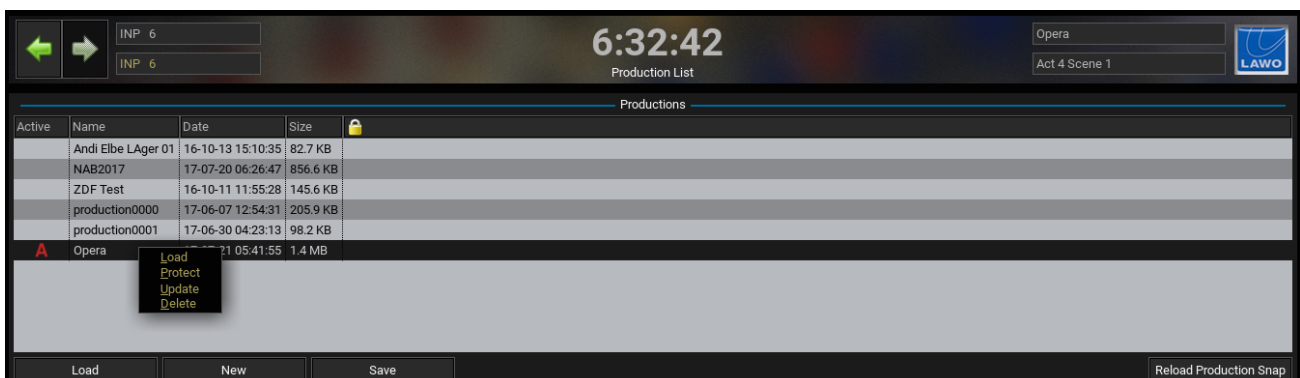 INP 6
INP 6
6:32:42
Production List
Opera
Act 4 Scene 1
LAWO
Productions
Active Name Date Size
Andi Elbe LAger 01 16-10-13 15:10:35 82.7 KB
NAB2017 17-07-20 06:26:47 856.6 KB
ZDF Test 16-10-11 11:55:28 145.6 KB
production0000 17-06-07 12:54:31 205.9 KB
production0001 17-06-30 04:23:13 98.2 KB
A Opera 05:41:55 1.4 MB
Load
Protect
Update
Delete
Load New Save Reload Production Snap